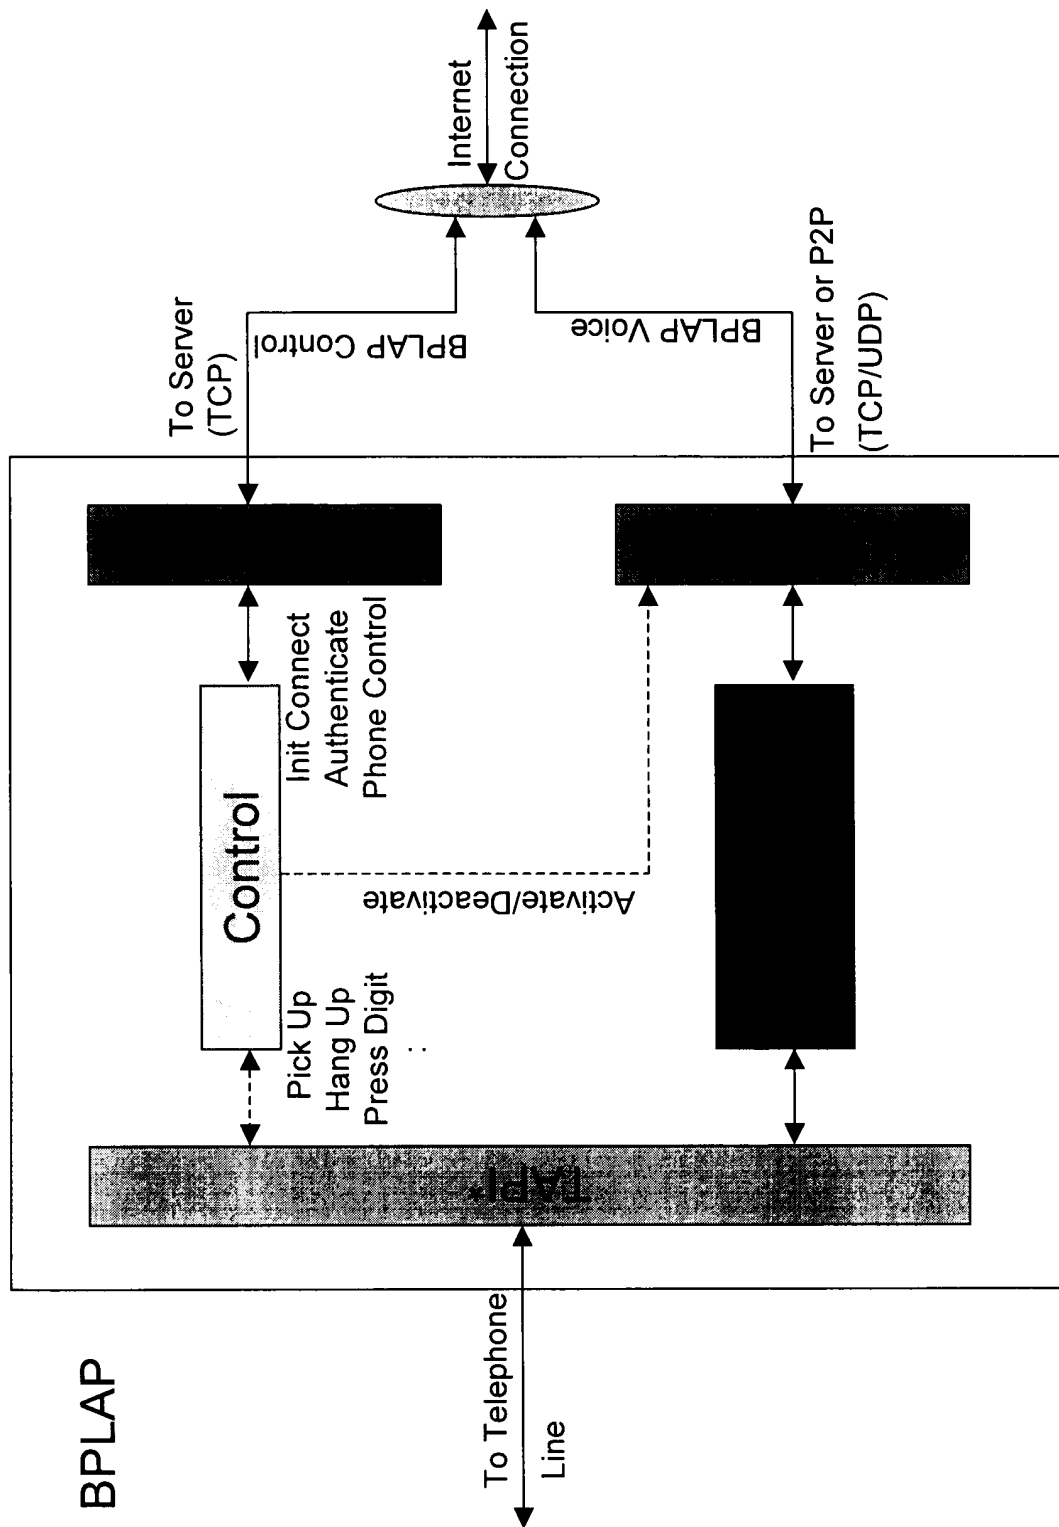 BPLAP
To Telephone
Line
TAPI*
Pick Up
Hang Up
Press Digit
:
Control
Init Connect
Authenticate
Phone Control
Activate/Deactivate
To Server
(TCP)
BPLAP Control
BPLAP Voice
To Server or P2P
(TCP/UDP)
Internet
Connection